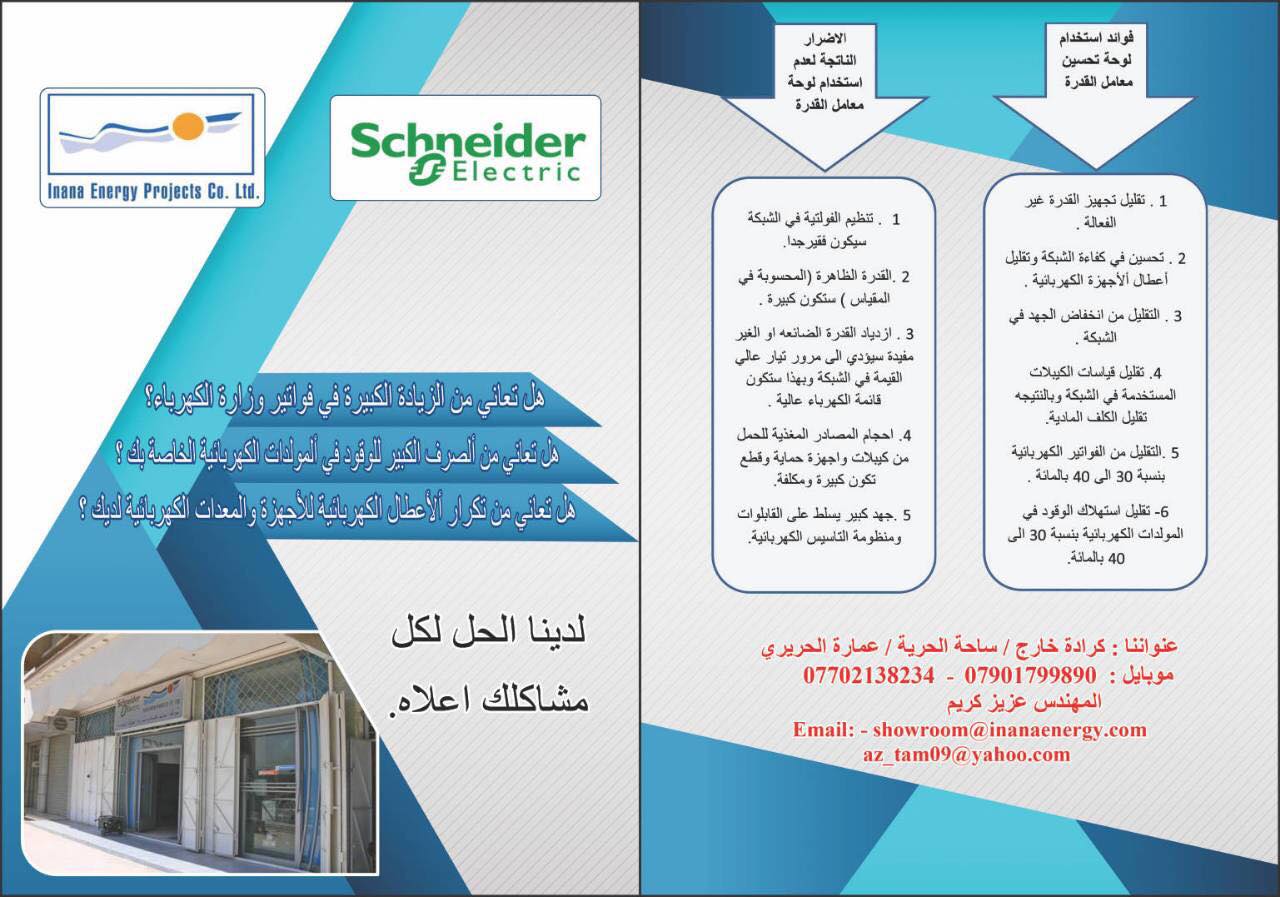 Inana Energy Projects Co. Ltd.
Schneider
Electric
هل تعاني من الزيادة الكبيرة في فواتير وزارة الكهرباء؟
هل تعاني من ألصرف الكبير للوقود في ألمولدات الكهربائية الخاصة بك ؟
هل تعاني من تكرار ألأعطال الكهربائية للأجهزة والمعدات الكهربائية لديك ؟
لدينا الحل لكل
مشاكلك اعلاه.
Schneider
Electric
فوائد استخدام
لوحة تحسين
معامل القدرة
1 . تقليل تجهيز القدرة غير
الفعالة .
2 . تحسين في كفاءة الشبكة وتقليل
أعطال ألأجهزة الكهربائية .
3 . التقليل من انخفاض الجهد في
الشبكة .
4. تقليل قياسات الكيبلات
المستخدمة في الشبكة وبالنتيجه
تقليل الكلف المادية.
5 .التقليل من الفواتير الكهربائية
بنسبة 30 الى 40 بالمائة .
6- تقليل استهلاك الوقود في
المولدات الكهربائية بنسبة 30 الى
40 بالمائة.
الاضرار
الناتجة لعدم
استخدام لوحة
معامل القدرة
1 . تنظيم الفولتية في الشبكة
سيكون فقيرجدا.
2 .القدرة الظاهرة (المحسوبة في
المقياس ) ستكون كبيرة .
3 . ازدياد القدرة الضائعه او الغير
مفيدة سيؤدي الى مرور تيار عالي
القيمة في الشبكة وبهذا ستكون
قائمة الكهرباء عالية .
4. احجام المصادر المغذية للحمل
من كيبلات واجهزة حماية وقطع
تكون كبيرة ومكلفة.
5 .جهد كبير يسلط على القابلوات
ومنظومة التاسيس الكهربائية.
عنواننا : كرادة خارج / ساحة الحرية / عمارة الحريري
موبايل : 07901799890 - 07702138234
المهندس عزيز كريم
Email: - showroom@inanaenergy.com
az_tam09@yahoo.com